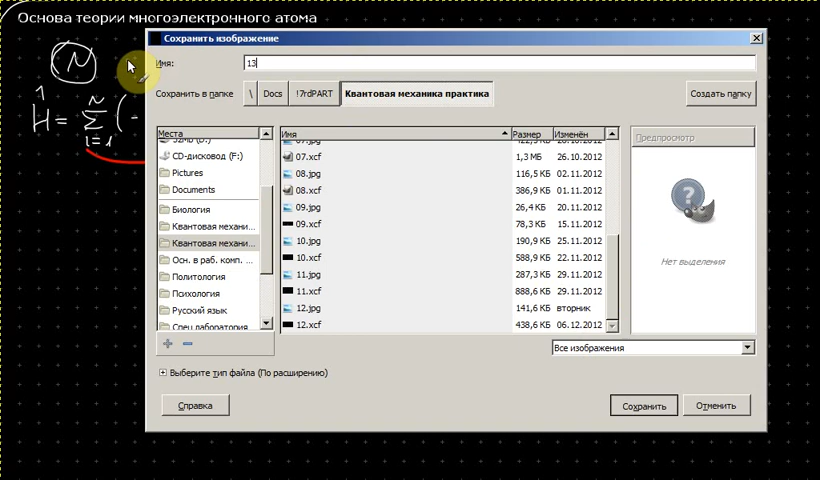 Основа теории многоэлектронного атома
N
Ĥ = N Σ i=1 ( -
Сохранить изображение
Имя:
13
Сохранить в папке
\ Docs !7rdPART Квантовая механика практика
Создать папку
Места
CD-дисковод (F:)
Pictures
Documents
Биология
Квантовая механи...
Квантовая механи...
Осн. в раб. комп. ...
Политология
Психология
Русский язык
Спец лаборатория
Имя Размер Изменён
07.xcf 1,3 МБ 26.10.2012
08.jpg 116,5 КБ 02.11.2012
08.xcf 386,9 КБ 01.11.2012
09.jpg 26,4 КБ 20.11.2012
09.xcf 78,3 КБ 15.11.2012
10.jpg 190,9 КБ 25.11.2012
10.xcf 588,9 КБ 22.11.2012
11.jpg 287,3 КБ 29.11.2012
11.xcf 888,6 КБ 29.11.2012
12.jpg 141,6 КБ вторник
12.xcf 438,6 КБ 06.12.2012
Предпросмотр
?
Нет выделения
Все изображения
Выберите тип файла (По расширению)
Справка
Сохранить
Отменить